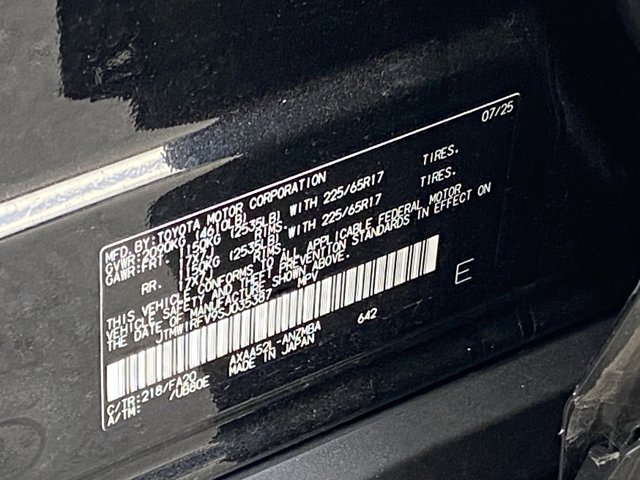 MFD. BY: TOYOTA MOTOR CORPORATION 07/25
GVWR: 2090KG (4610LB)
GAWR: FRT. 1150KG (2535LB) WITH 225/65R17 TIRES.
17X7J RIMS.
RR. 1150KG (2535LB) WITH 225/65R17 TIRES.
17X7J RIMS.
THIS VEHICLE CONFORMS TO ALL APPLICABLE FEDERAL MOTOR
VEHICLE SAFETY, THEFT PREVENTION STANDARDS IN EFFECT ON
THE DATE OF MANUFACTURE SHOWN ABOVE.
JTMW1RFV9SJ035387 MPV
E
642
C/TR: 218/FA20 AXAA52L-ANZMBA
A/TM: /UB80E MADE IN JAPAN